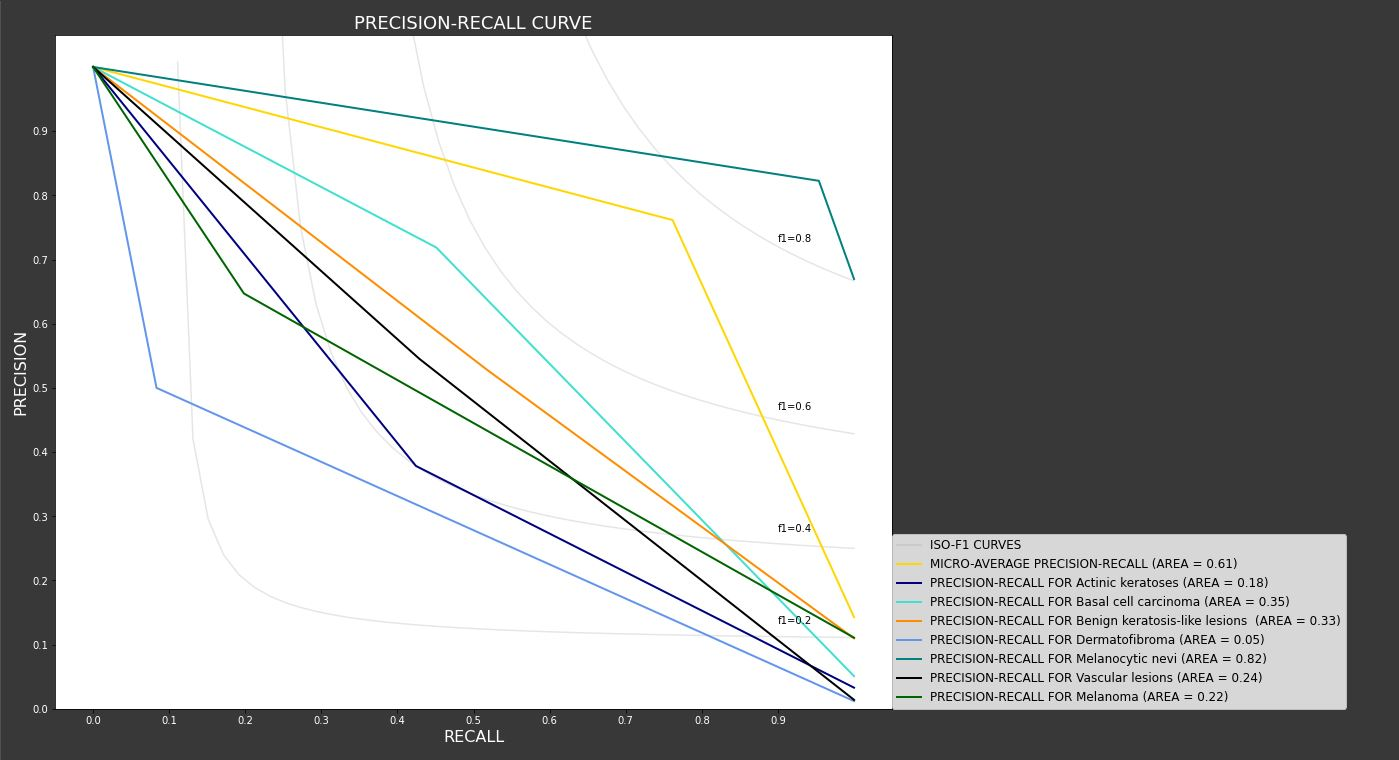 PRECISION-RECALL CURVE
PRECISION
0.9
0.8
0.7
0.6
0.5
0.4
0.3
0.2
0.1
0.0
f1=0.8
f1=0.6
f1=0.4
f1=0.2
0.0 0.1 0.2 0.3 0.4 0.5 0.6 0.7 0.8 0.9
RECALL
ISO-F1 CURVES
MICRO-AVERAGE PRECISION-RECALL (AREA = 0.61)
PRECISION-RECALL FOR Actinic keratoses (AREA = 0.18)
PRECISION-RECALL FOR Basal cell carcinoma (AREA = 0.35)
PRECISION-RECALL FOR Benign keratosis-like lesions  (AREA = 0.33)
PRECISION-RECALL FOR Dermatofibroma (AREA = 0.05)
PRECISION-RECALL FOR Melanocytic nevi (AREA = 0.82)
PRECISION-RECALL FOR Vascular lesions (AREA = 0.24)
PRECISION-RECALL FOR Melanoma (AREA = 0.22)